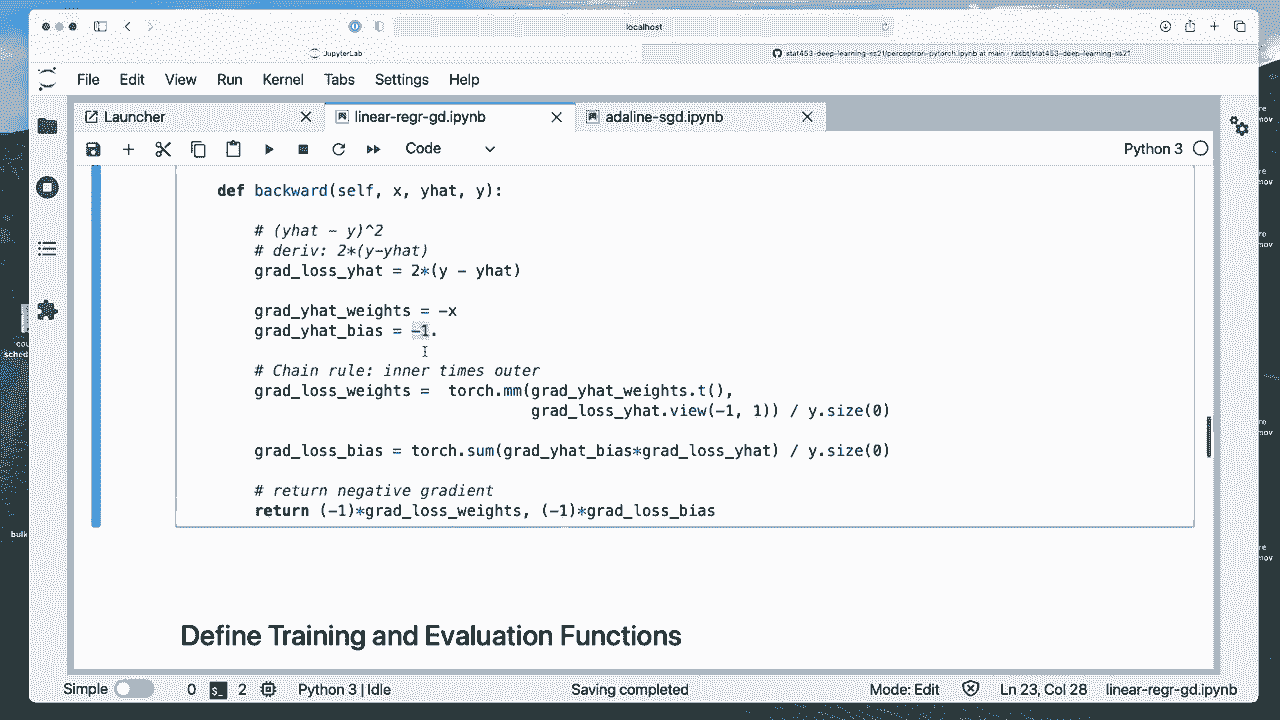 localhost
JupyterLab
stat453-deep-learning-ss21/perceptron-pytorch.ipynb at main · rasbt/stat453-deep-learning-ss21
File Edit View Run Kernel Tabs Settings Help
Launcher
linear-regr-gd.ipynb
adaline-sgd.ipynb
Code
Python 3
def backward(self, x, yhat, y):
# (yhat - y)^2
# deriv: 2*(y-yhat)
grad_loss_yhat = 2*(y - yhat)
grad_yhat_weights = -x
grad_yhat_bias = -1.
# Chain rule: inner times outer
grad_loss_weights =  torch.mm(grad_yhat_weights.t(),
grad_loss_yhat.view(-1, 1)) / y.size(0)
grad_loss_bias = torch.sum(grad_yhat_bias*grad_loss_yhat) / y.size(0)
# return negative gradient
return (-1)*grad_loss_weights, (-1)*grad_loss_bias
Define Training and Evaluation Functions
Simple 0 2 Python 3 | Idle Saving completed Mode: Edit Ln 23, Col 28 linear-regr-gd.ipynb